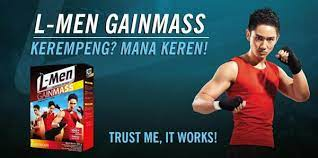 L-MEN GAINMASS
KEREMPENG? MANA KEREN!
L-Men
GAINMASS
TRUST ME, IT WORKS!